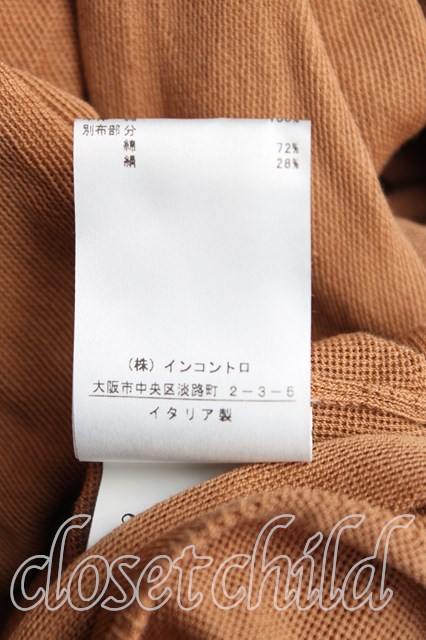 100%
別布部分
綿 72%
絹 28%
(株) インコントロ
大阪市中央区淡路町 2-3-5
イタリア製
closetchild